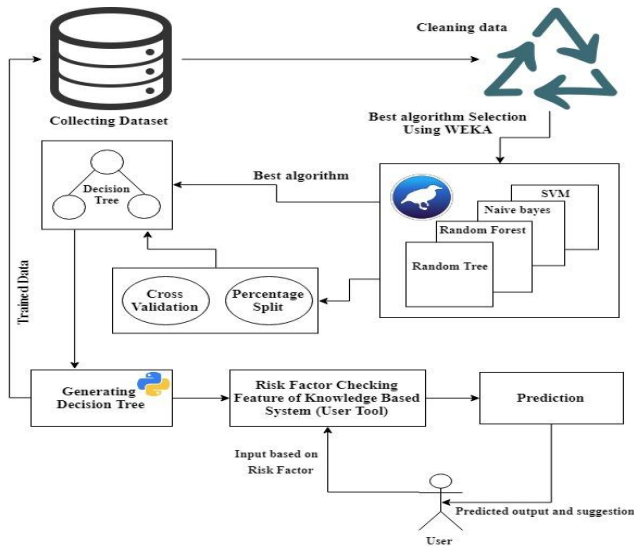 Cleaning data
Collecting Dataset
Best algorithm Selection
Using WEKA
Best algorithm
Decision
Tree
SVM
Naive bayes
Random Forest
Random Tree
Cross
Validation
Percentage
Split
Trained Data
Generating
Decision Tree
Risk Factor Checking
Feature of Knowledge Based
System (User Tool)
Prediction
Input based on
Risk Factor
Predicted output and suggestion
User